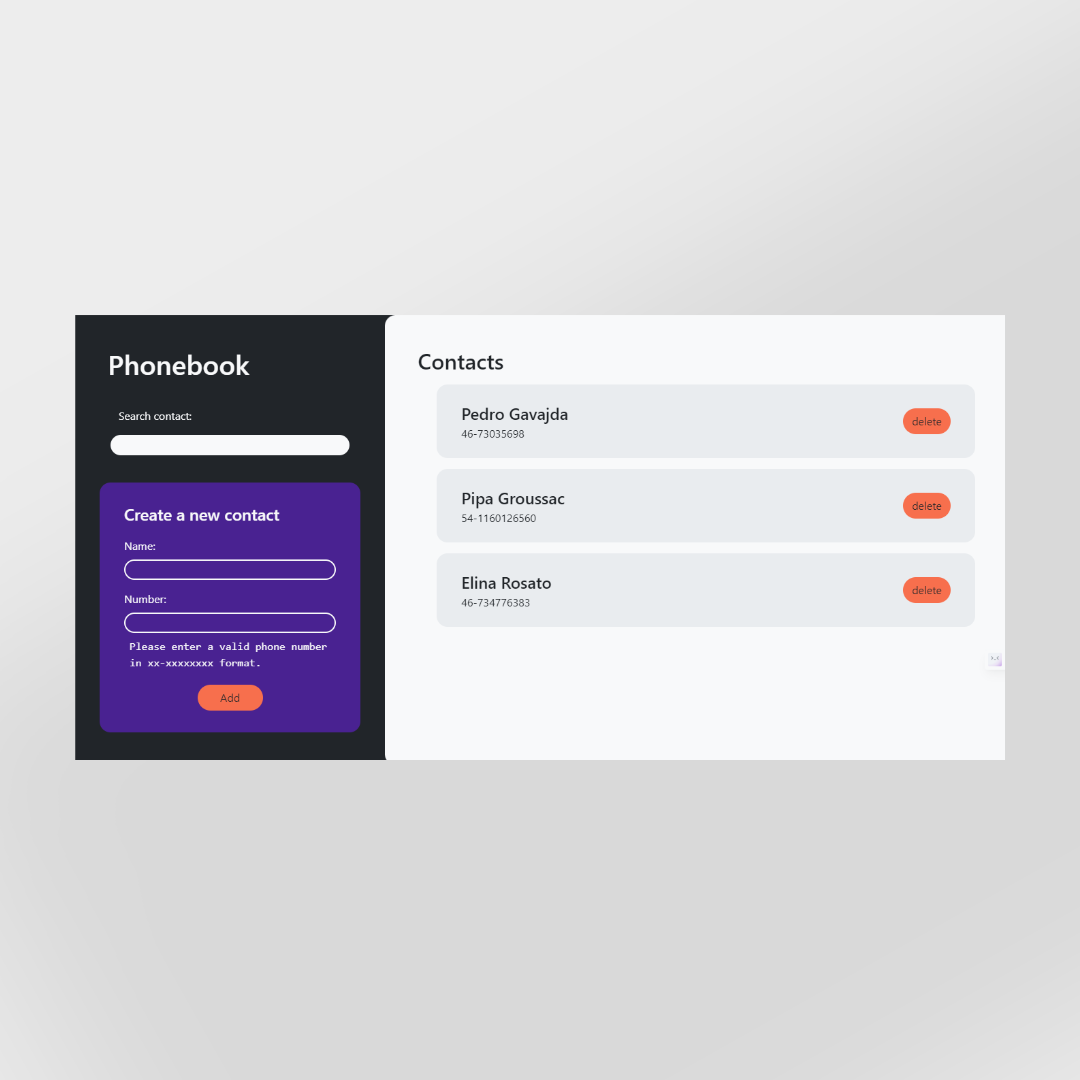 Phonebook
Search contact:
Create a new contact
Name:
Number:
Please enter a valid phone number
in xx-xxxxxxxx format.
Add
Contacts
Pedro Gavajda
46-73035698
delete
Pipa Groussac
54-1160126560
delete
Elina Rosato
46-734776383
delete